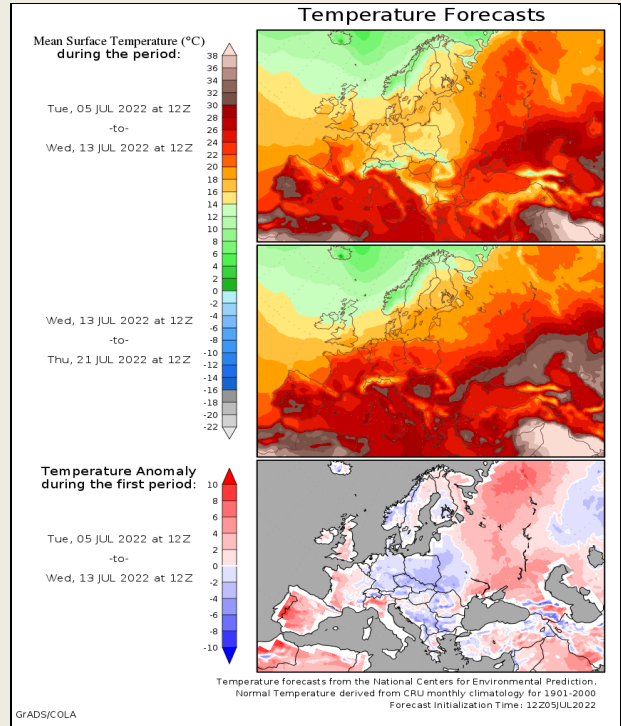 Temperature Forecasts
Mean Surface Temperature (°C)
during the period:
Tue, 05 JUL 2022 at 12Z
-to-
Wed, 13 JUL 2022 at 12Z
38
36
34
32
30
28
26
24
22
20
18
16
14
12
10
8
6
4
2
0
-2
-4
-6
-8
-10
-12
-14
-16
-18
-20
-22
Wed, 13 JUL 2022 at 12Z
-to-
Thu, 21 JUL 2022 at 12Z
Temperature Anomaly
during the first period:
Tue, 05 JUL 2022 at 12Z
-to-
Wed, 13 JUL 2022 at 12Z
10
8
6
4
2
0
-2
-4
-6
-8
-10
Temperature forecasts from the National Centers for Environmental Prediction.
Normal Temperature derived from CRU monthly climatology for 1901-2000
Forecast Initialization Time: 12Z05JUL2022
GrADS/COLA